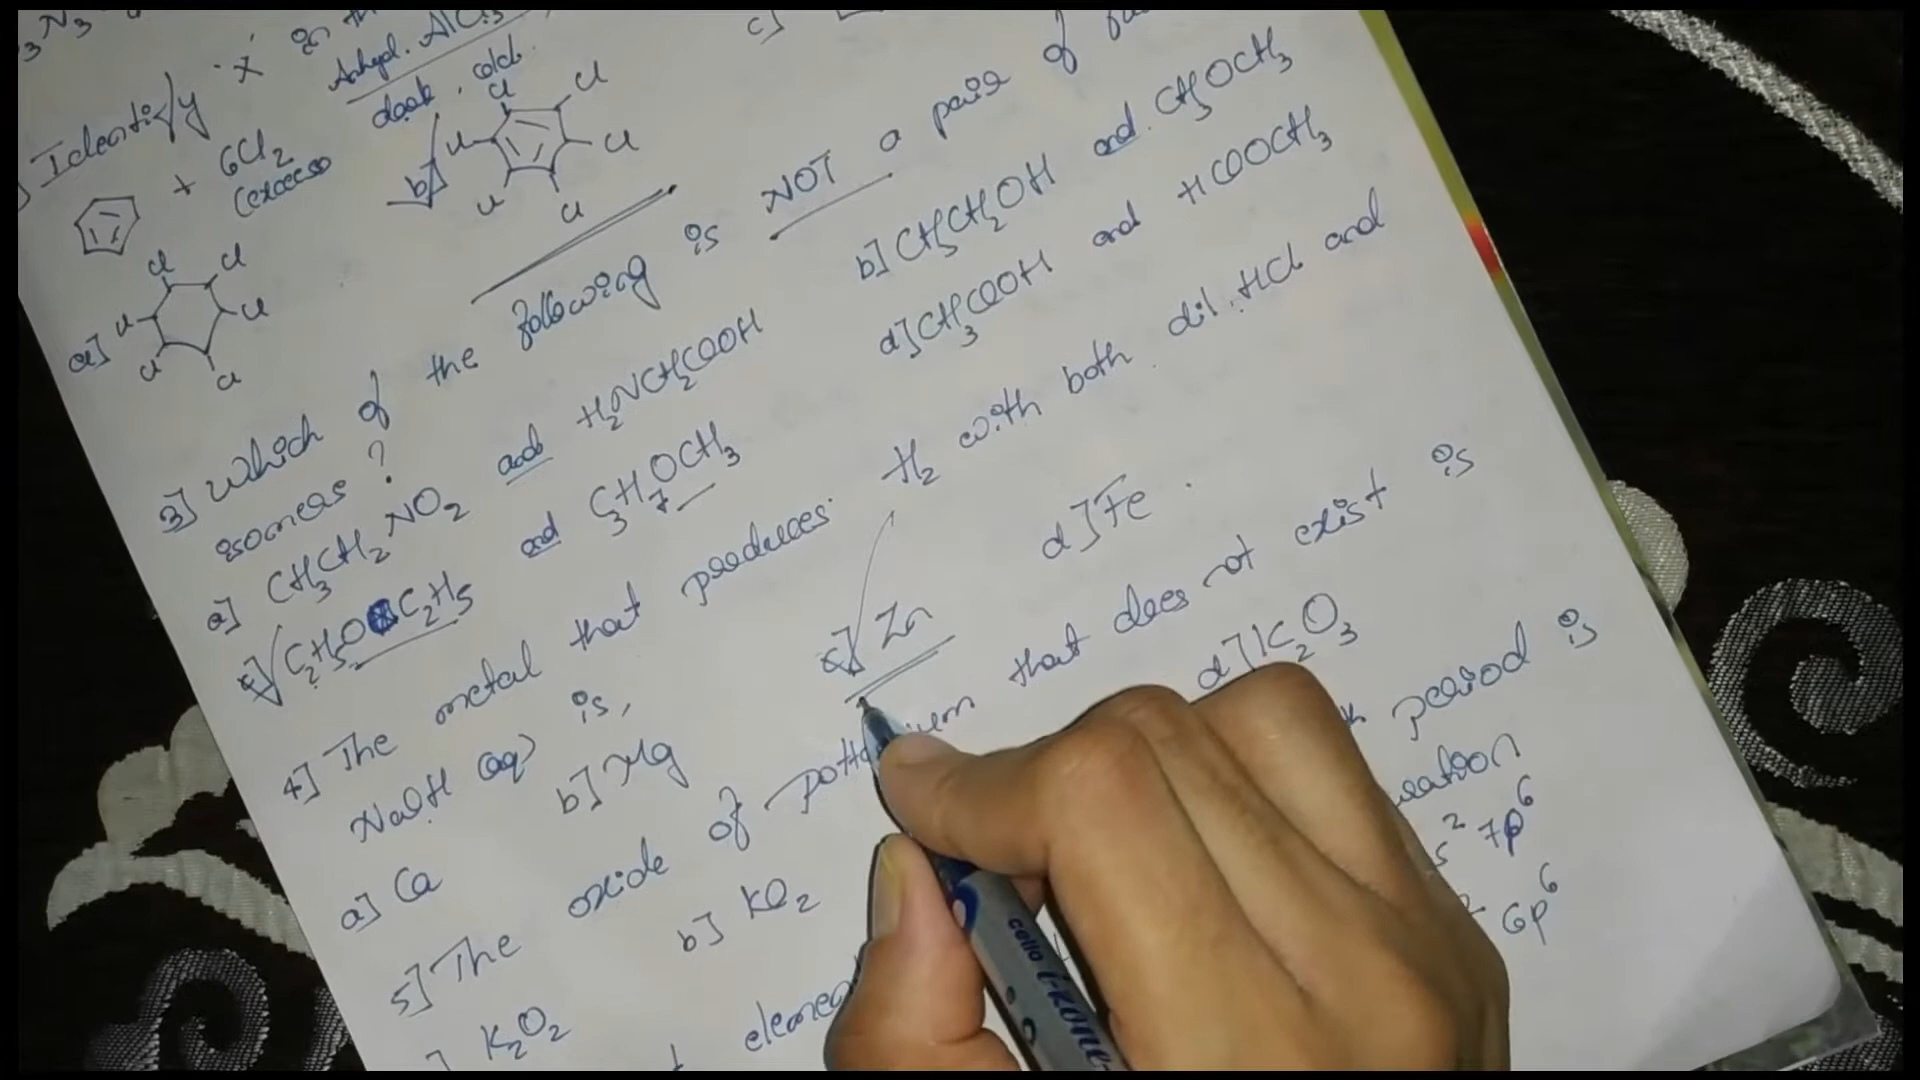 Identify 'X' in
Anhyd. AlCl3
dark, cold.
+ 6Cl2
(excess
a] Cl Cl Cl Cl Cl Cl
b] Cl Cl Cl Cl Cl Cl
c]
3] Which of the following is NOT a pair of
isomers ?
a] CH3CH2NO2 and H2NCH2COOH
b] CH3CH2OH and CH3OCH3
c] C2H5OC2H5 and C3H7OCH3
d] CH3COOH and HCOOCH3
4] The metal that produces H2 with both dil. HCl and
NaOH (aq) is,
a] Ca b] Mg c] Zn d] Fe.
5] The oxide of that does not exist is
] K2O2 b] KO2 d] K2O3
period is
2 7p6
6p6
cello i-KONE